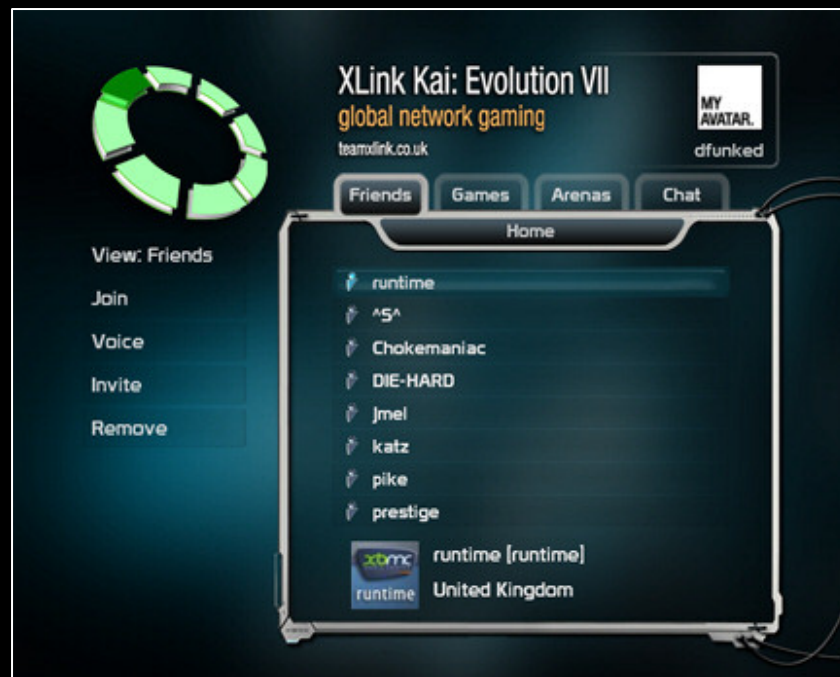 XLink Kai: Evolution VII
global network gaming
teamxlink.co.uk
MY
AVATAR.
dfunked
Friends Games Arenas Chat
Home
View: Friends
Join
Voice
Invite
Remove
runtime
^S^
Chokemaniac
DIE-HARD
Jmel
katz
pike
prestige
xbmc
runtime
runtime [runtime]
United Kingdom